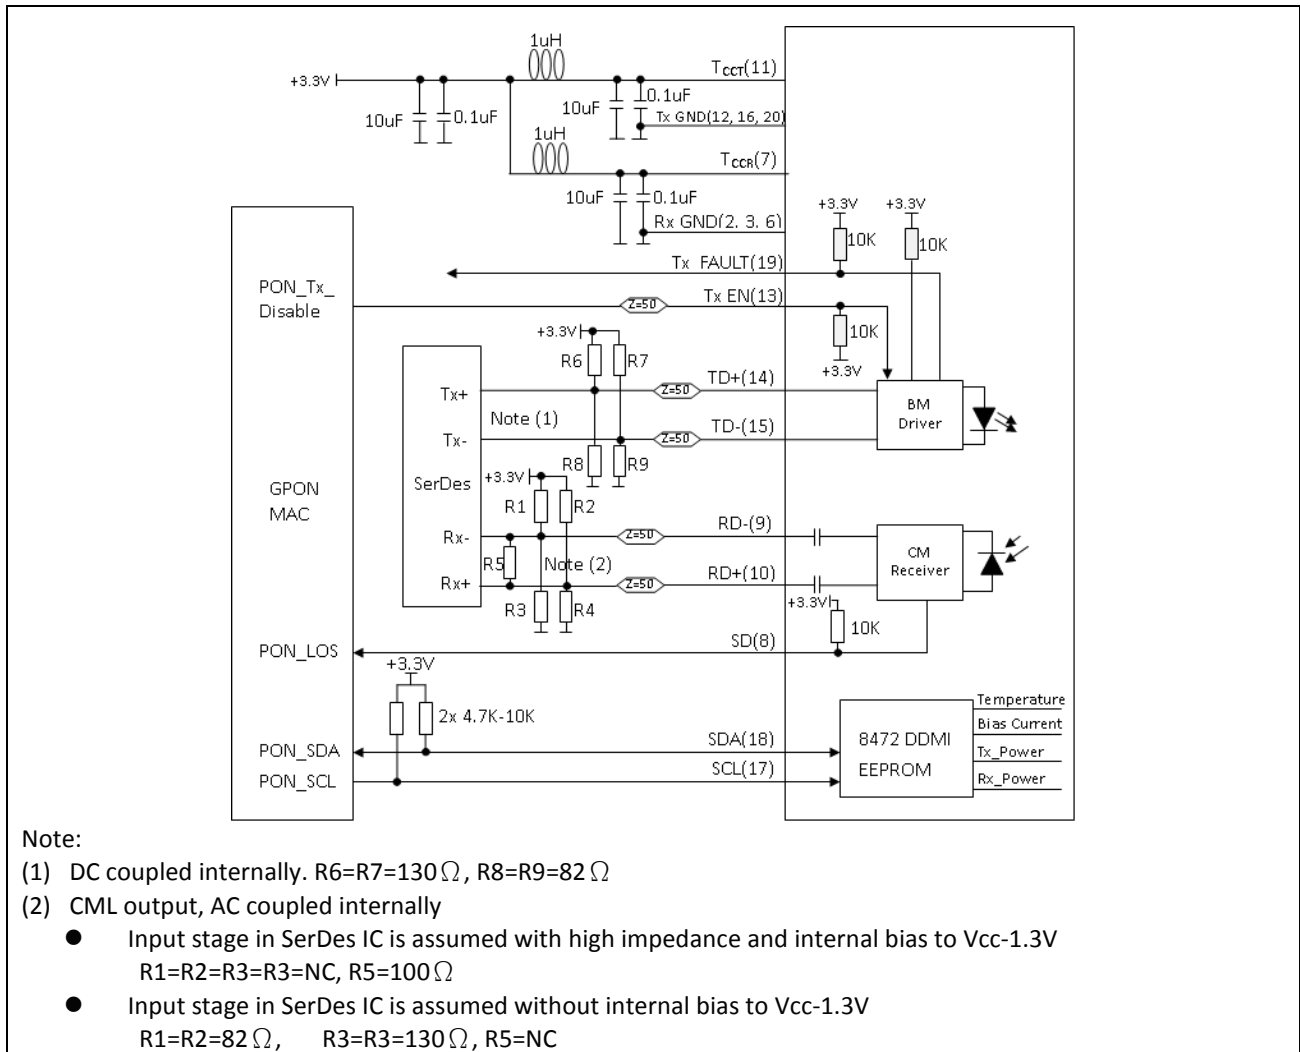 1uH
+3.3V
T_CCT(11)
10uF
0.1uF
10uF
0.1uF
Tx GND(12, 16, 20)
1uH
T_CCR(7)
10uF
0.1uF
Rx GND(2, 3, 6)
+3.3V
+3.3V
10K
10K
Tx FAULT(19)
PON_Tx_
Disable
Z=50
Tx EN(13)
10K
+3.3V
+3.3V
R6
R7
Tx+
Z=50
TD+(14)
BM
Driver
Note (1)
Tx-
Z=50
TD-(15)
R8
R9
SerDes
+3.3V
GPON
MAC
R1
R2
Rx-
Z=50
RD-(9)
CM
Receiver
R5
Note (2)
Rx+
Z=50
RD+(10)
R3
R4
+3.3V
10K
PON_LOS
SD(8)
+3.3V
2x 4.7K-10K
PON_SDA
SDA(18)
PON_SCL
SCL(17)
8472 DDMI
EEPROM
Temperature
Bias Current
Tx_Power
Rx_Power
Note:
(1) DC coupled internally. R6=R7=130Ω, R8=R9=82Ω
(2) CML output, AC coupled internally
● Input stage in SerDes IC is assumed with high impedance and internal bias to Vcc-1.3V
R1=R2=R3=R3=NC, R5=100Ω
● Input stage in SerDes IC is assumed without internal bias to Vcc-1.3V
R1=R2=82Ω, R3=R3=130Ω, R5=NC